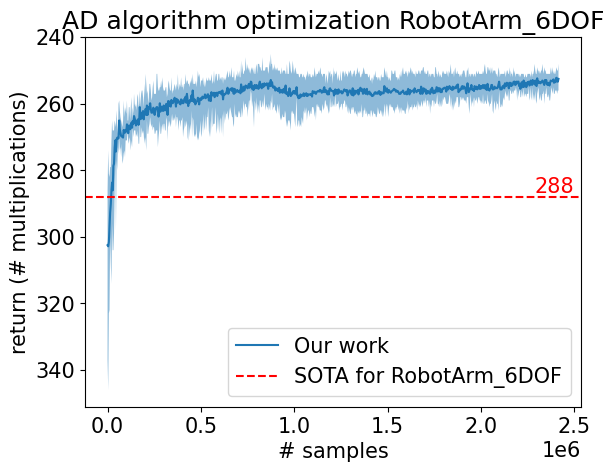 AD algorithm optimization RobotArm_6DOF
return (# multiplications)
240
260
280
300
320
340
288
Our work
SOTA for RobotArm_6DOF
0.0 0.5 1.0 1.5 2.0 2.5
# samples
1e6